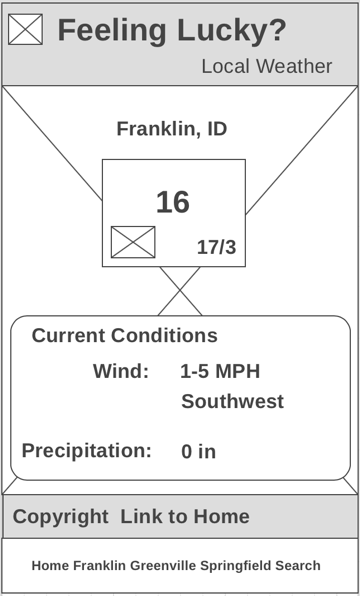 Feeling Lucky?
Local Weather
Franklin, ID
16
17/3
Current Conditions
Wind: 1-5 MPH
Southwest
Precipitation: 0 in
Copyright Link to Home
Home Franklin Greenville Springfield Search